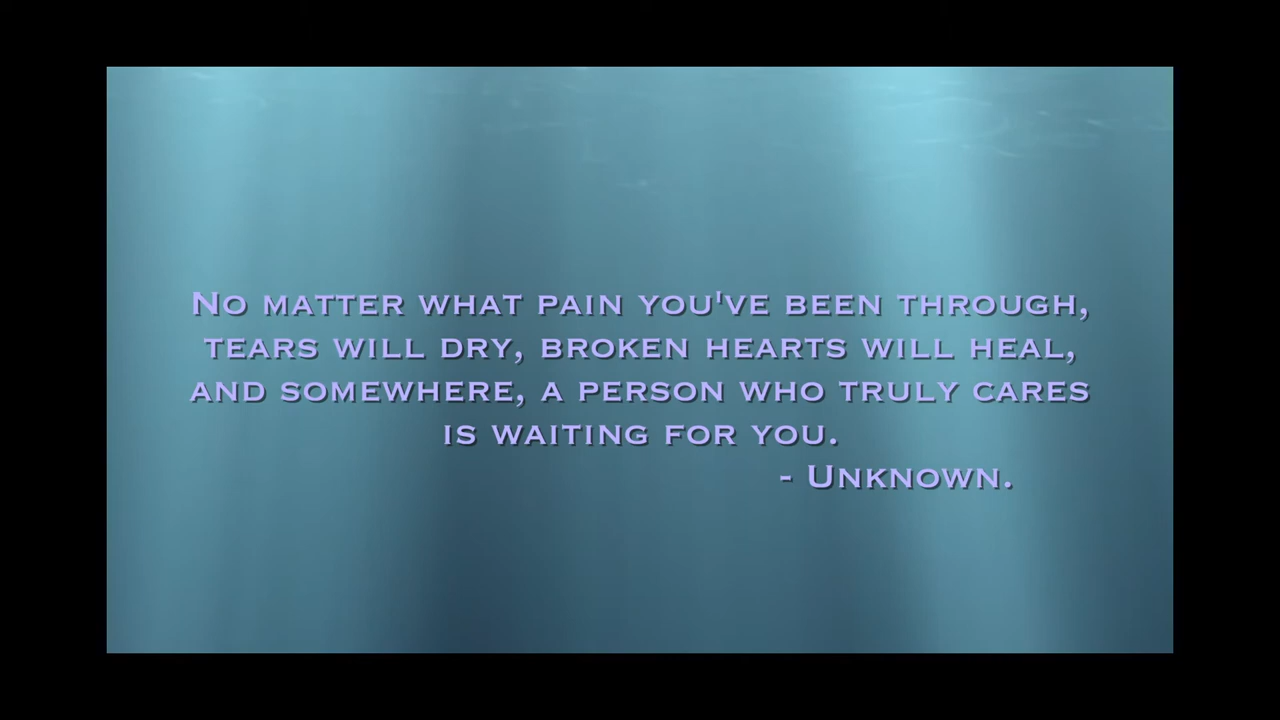 No matter what pain you've been through,
tears will dry, broken hearts will heal,
and somewhere, a person who truly cares
is waiting for you.
- Unknown.